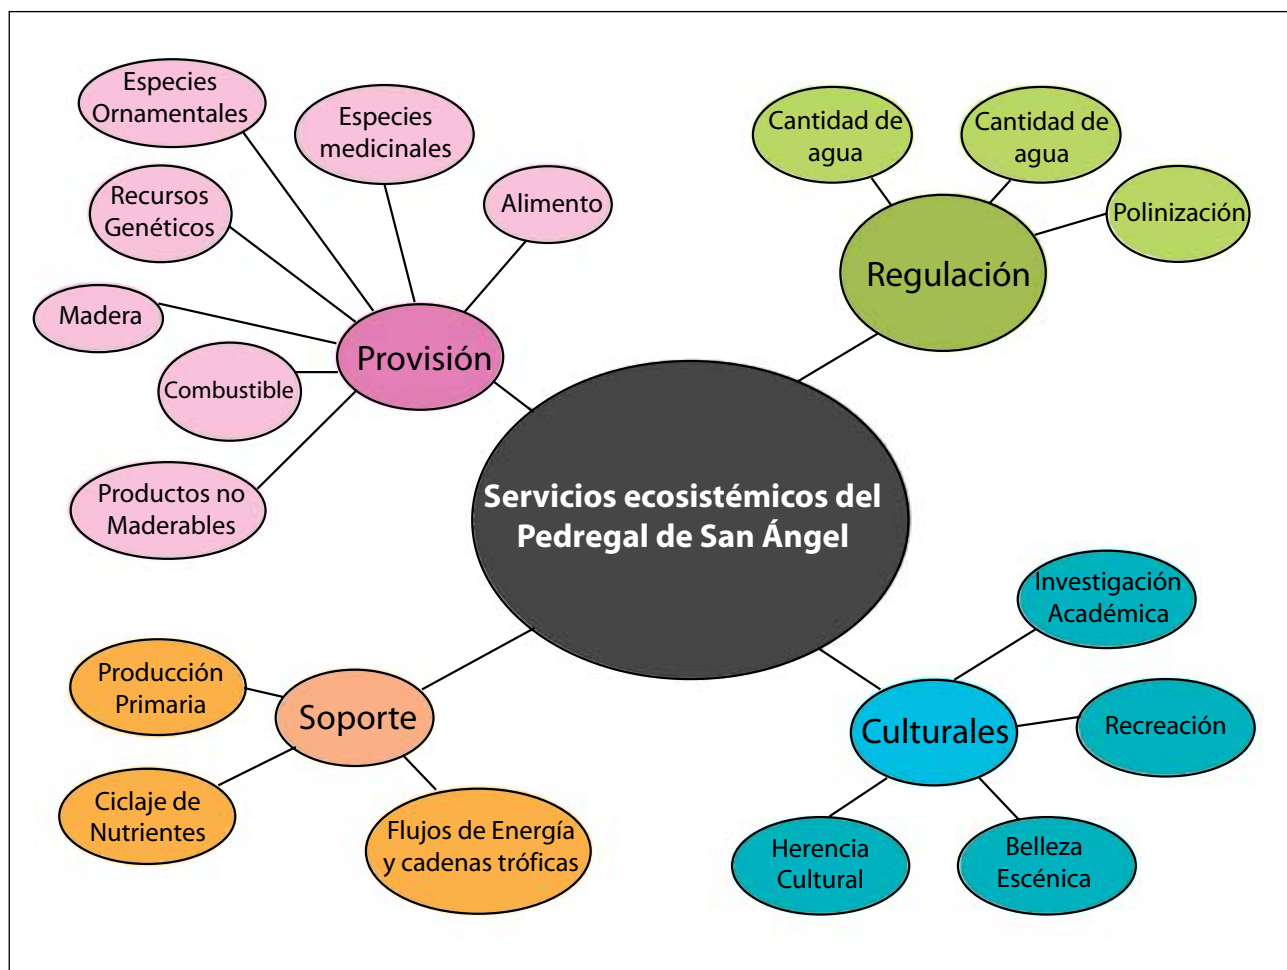 Especies
Ornamentales
Especies
medicinales
Alimento
Recursos
Genéticos
Madera
Combustible
Productos no
Maderables
Provisión
Cantidad de
agua
Cantidad de
agua
Polinización
Regulación
Servicios ecosistémicos del
Pedregal de San Ángel
Producción
Primaria
Soporte
Ciclaje de
Nutrientes
Flujos de Energía
y cadenas tróficas
Investigación
Académica
Culturales
Recreación
Herencia
Cultural
Belleza
Escénica